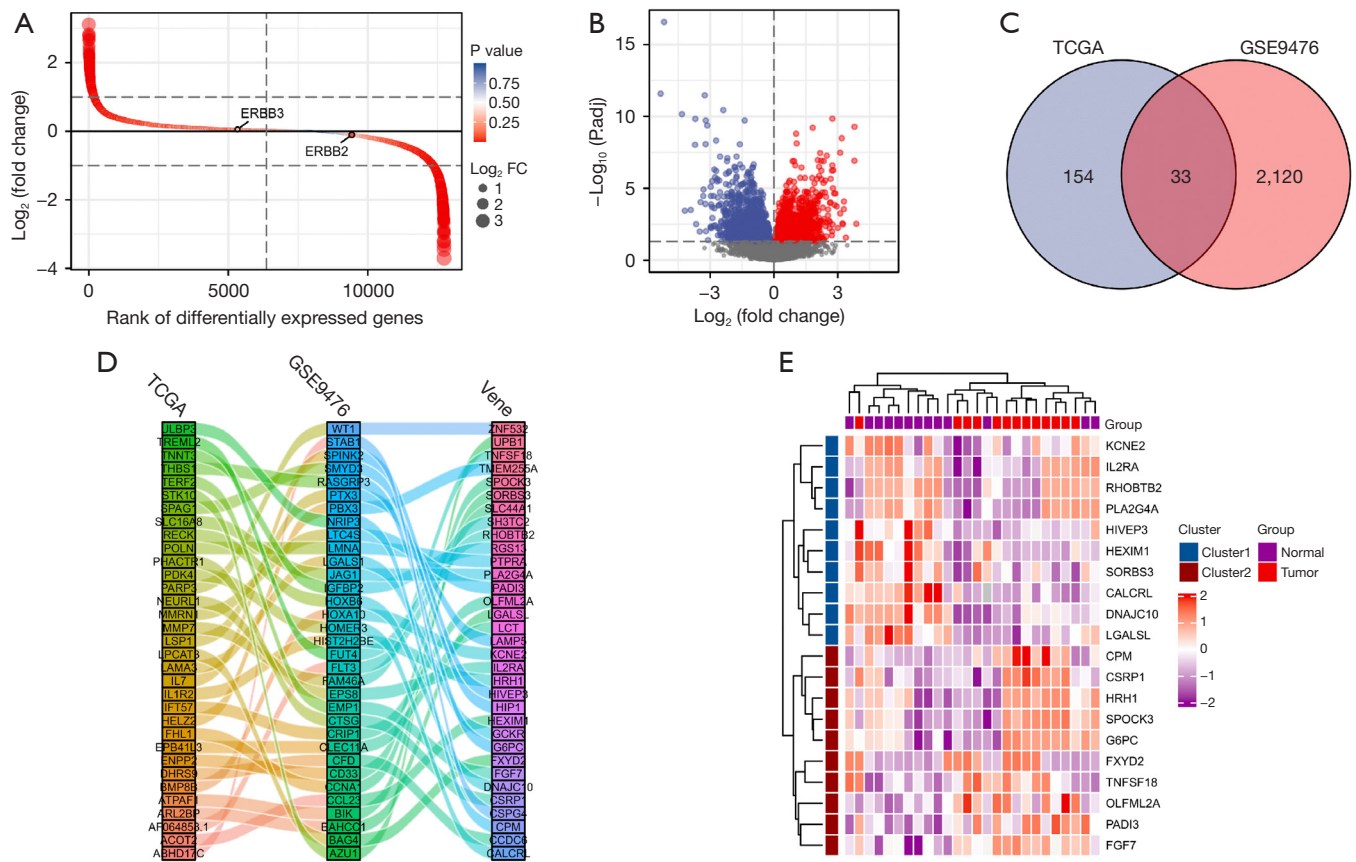 A
2
0
−2
−4
Log2 (fold change)
ERBB3
ERBB2
0
5000
10000
Rank of differentially expressed genes
P value
0.75
0.50
0.25
Log2 FC
1
2
3
B
15
10
5
0
−Log10 (P.adj)
−3
0
3
Log2 (fold change)
C
TCGA
GSE9476
154
33
2,120
D
TCGA
GSE9476
Vene
ULBP3
TREML2
TNNT3
THBS1
TERF2
STK10
SPAG1
SLC16A8
RECK
POLN
PHACTR1
PDK4
PARP3
NEURL1
MMRN1
MMP7
LSP1
LPCAT3
LAMA3
IL7
IL1R2
IFT57
HELZ2
FHL1
EPB41L3
ENPP2
DHRS9
BMP8B
ATPAF1
ARL2BP
AF064858.1
ACOT2
ABHD17C
WT1
STAB1
SPINK2
SMYD3
RASGRP3
PTX3
PBX3
NRIP3
LTC4S
LMNA
LGALS1
JAG1
IGFBP2
HOXB6
HOXA10
HOMER3
HIST2H2BE
FUT4
FLT3
FAM46A
EPS8
EMP1
CTSG
CRIP1
CLEC11A
CFD
CD33
CCNA1
CCL23
BIK
BAHCC1
BAG4
AZU1
ZNF532
UPB1
TNFSF18
TMEM255A
SPOCK3
SORBS3
SLC44A1
SH3TC2
RHOBTB2
RGS13
PTPRA
PLA2G4A
PADI3
OLFML2A
LGALSL
LCT
LAMP5
KCNE2
IL2RA
HRH1
HIVEP3
HIP1
HEXIM1
GCKR
G6PC
FXYD2
FGF7
DNAJC10
CSRP1
CSPG4
CPM
CCDC6
CALCRL
E
Group
KCNE2
IL2RA
RHOBTB2
PLA2G4A
HIVEP3
HEXIM1
SORBS3
CALCRL
DNAJC10
LGALSL
CPM
CSRP1
HRH1
SPOCK3
G6PC
FXYD2
TNFSF18
OLFML2A
PADI3
FGF7
Cluster
Cluster1
Cluster2
Group
Normal
Tumor
2
1
0
−1
−2